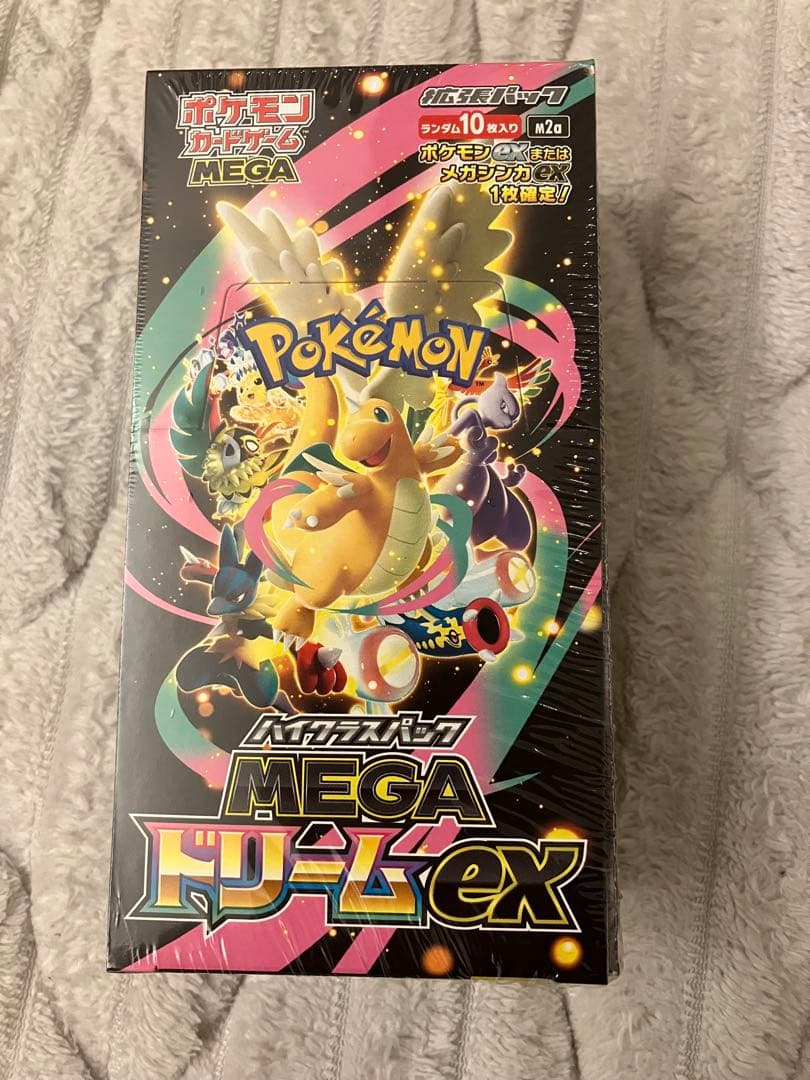 ポケモン
カードゲーム
MEGA
拡張パック
ランダム10枚入り
M2a
ポケモンexまたは
メガシンカex
1枚確定!
POKéMON
TM
ハイクラスパック
MEGA
ドリームex